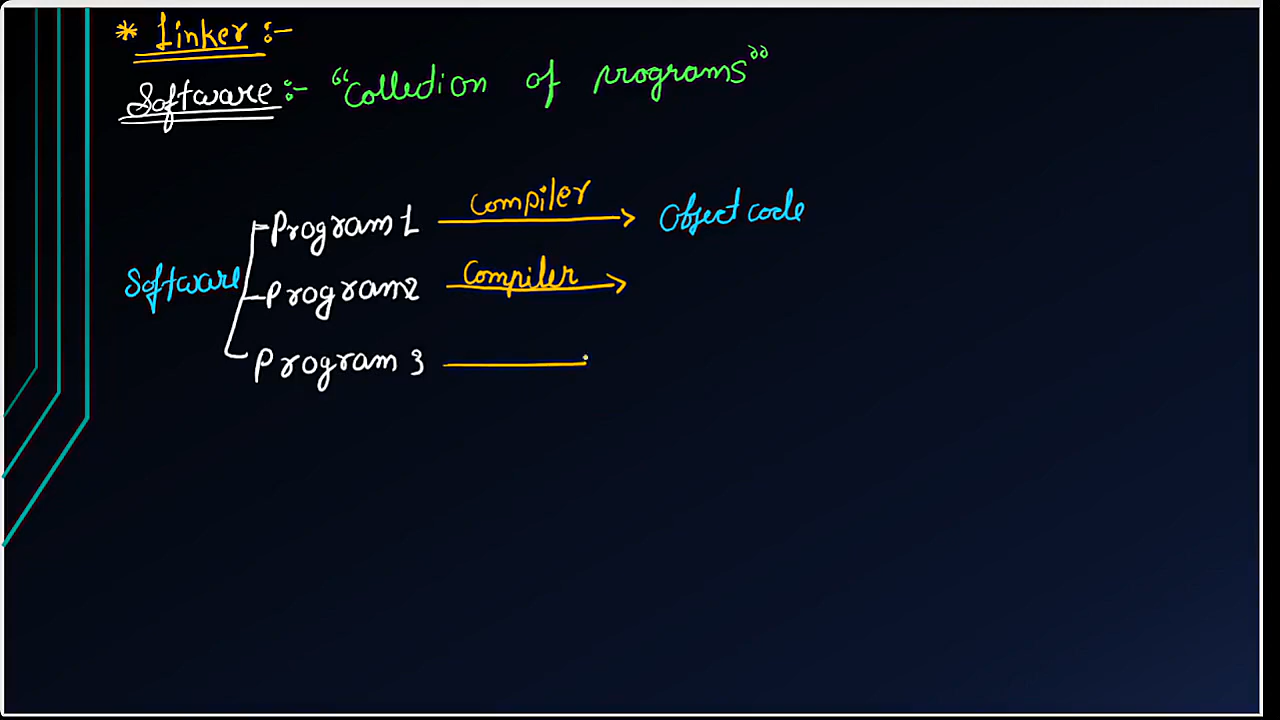 * Linker :-
Software :- "Collection of programs"
Program 1 Compiler Object code
Software Program 2 Compiler
Program 3